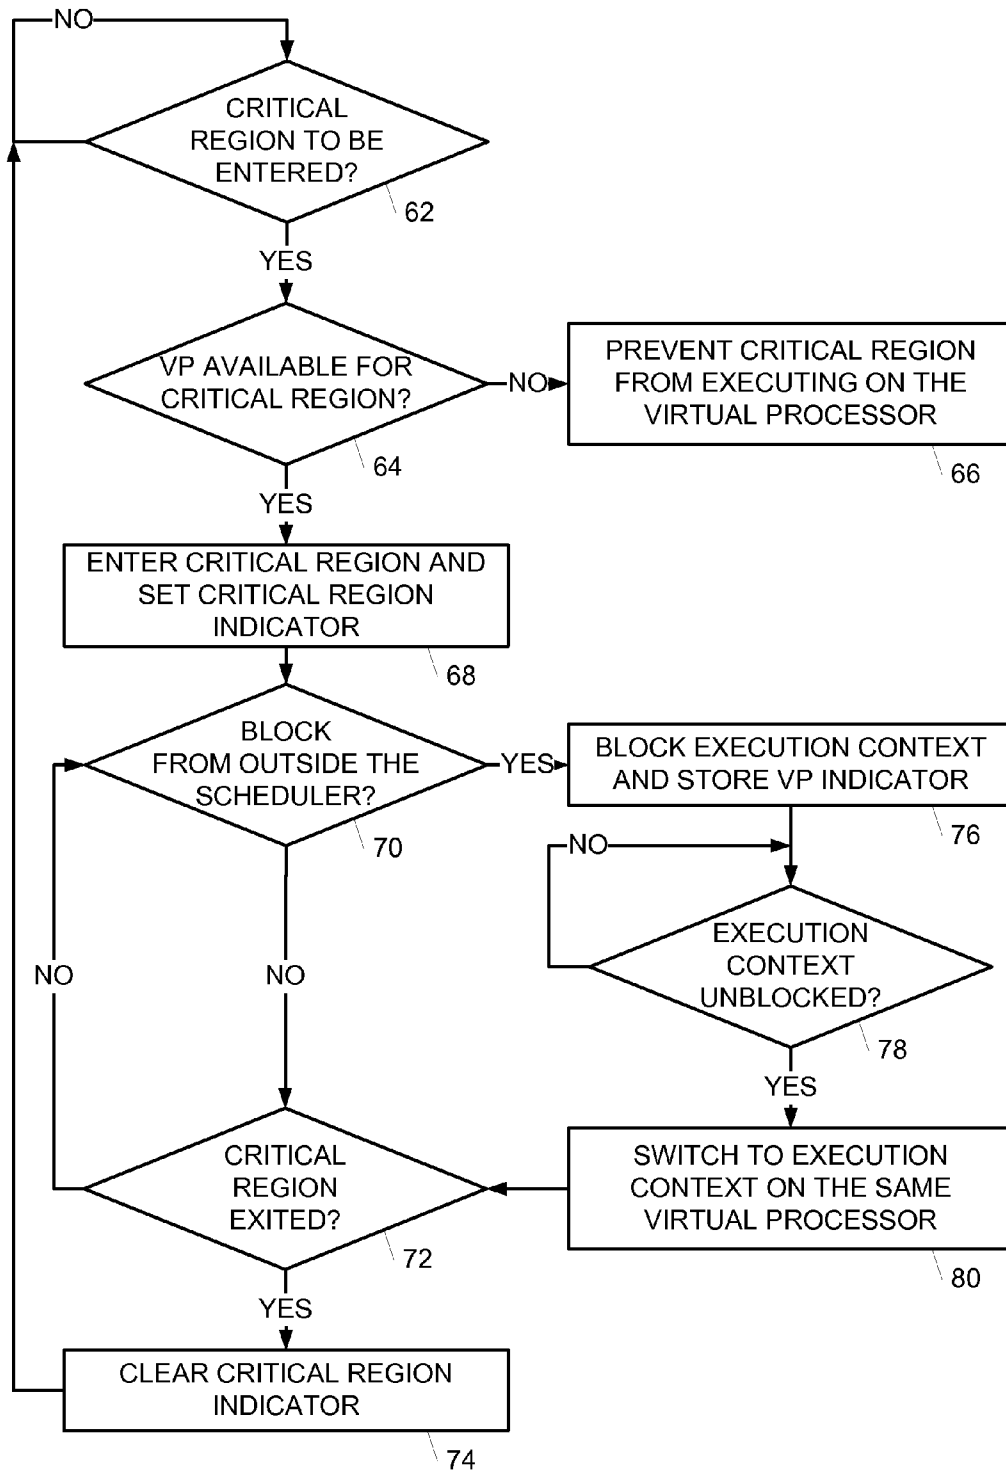 NO
CRITICAL
REGION TO BE
ENTERED?
62
YES
VP AVAILABLE FOR
CRITICAL REGION?
64
NO
PREVENT CRITICAL REGION
FROM EXECUTING ON THE
VIRTUAL PROCESSOR
66
YES
ENTER CRITICAL REGION AND
SET CRITICAL REGION
INDICATOR
68
BLOCK
FROM OUTSIDE THE
SCHEDULER?
70
YES
BLOCK EXECUTION CONTEXT
AND STORE VP INDICATOR
76
NO
EXECUTION
CONTEXT
UNBLOCKED?
78
NO
NO
YES
CRITICAL
REGION
EXITED?
72
SWITCH TO EXECUTION
CONTEXT ON THE SAME
VIRTUAL PROCESSOR
80
YES
CLEAR CRITICAL REGION
INDICATOR
74